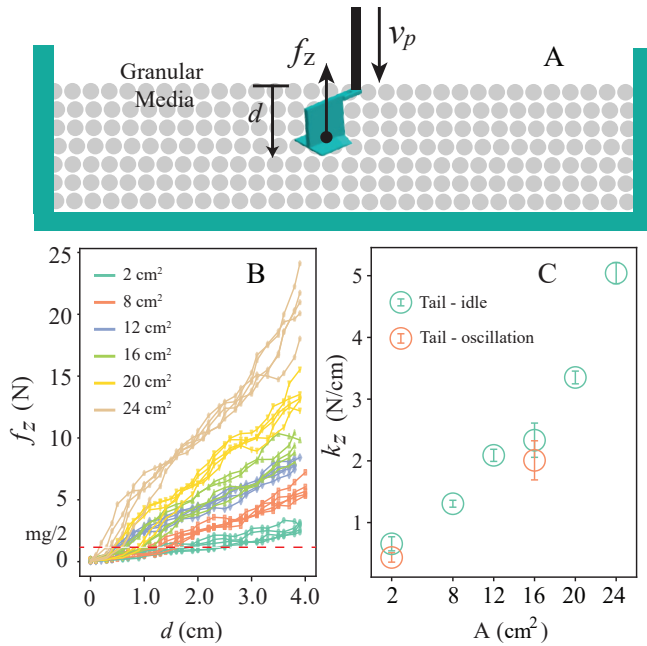 A
Granular
Media
f_z
v_p
d
B
25
20
15
10
5
mg/2
0
f_z (N)
2 cm²
8 cm²
12 cm²
16 cm²
20 cm²
24 cm²
0 1.0 2.0 3.0 4.0
d (cm)
C
5
4
3
2
1
k_z (N/cm)
Tail - idle
Tail - oscillation
2 8 12 16 20 24
A (cm²)